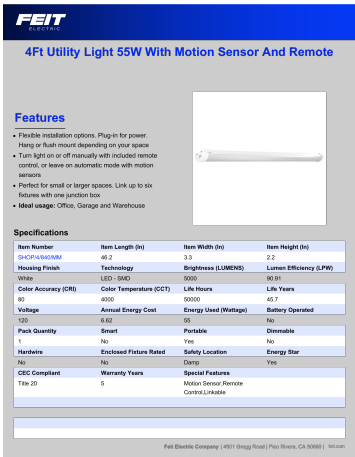 FEIT
ELECTRIC
4Ft Utility Light 55W With Motion Sensor And Remote
Features
• Flexible installation options. Plug-in for power.
Hang or flush mount depending on your space
• Turn light on or off manually with included remote
control, or leave on automatic mode with motion
sensors
• Perfect for small or larger spaces. Link up to six
fixtures with one junction box
• Ideal usage: Office, Garage and Warehouse
Specifications
Item Number Item Length (In) Item Width (In) Item Height (In)
SHOP/4/840/MM 46.2 3.3 2.2
Housing Finish Technology Brightness (LUMENS) Lumen Efficiency (LPW)
White LED - SMD 5000 90.91
Color Accuracy (CRI) Color Temperature (CCT) Life Hours Life Years
80 4000 50000 45.7
Voltage Annual Energy Cost Energy Used (Wattage) Battery Operated
120 6.62 55 No
Pack Quantity Smart Portable Dimmable
1 No Yes No
Hardwire Enclosed Fixture Rated Safety Location Energy Star
No No Damp Yes
CEC Compliant Warranty Years Special Features
Title 20 5 Motion Sensor,Remote
Control,Linkable
Feit Electric Company | 4901 Gregg Road | Pico Rivera, CA 90660 | feit.com